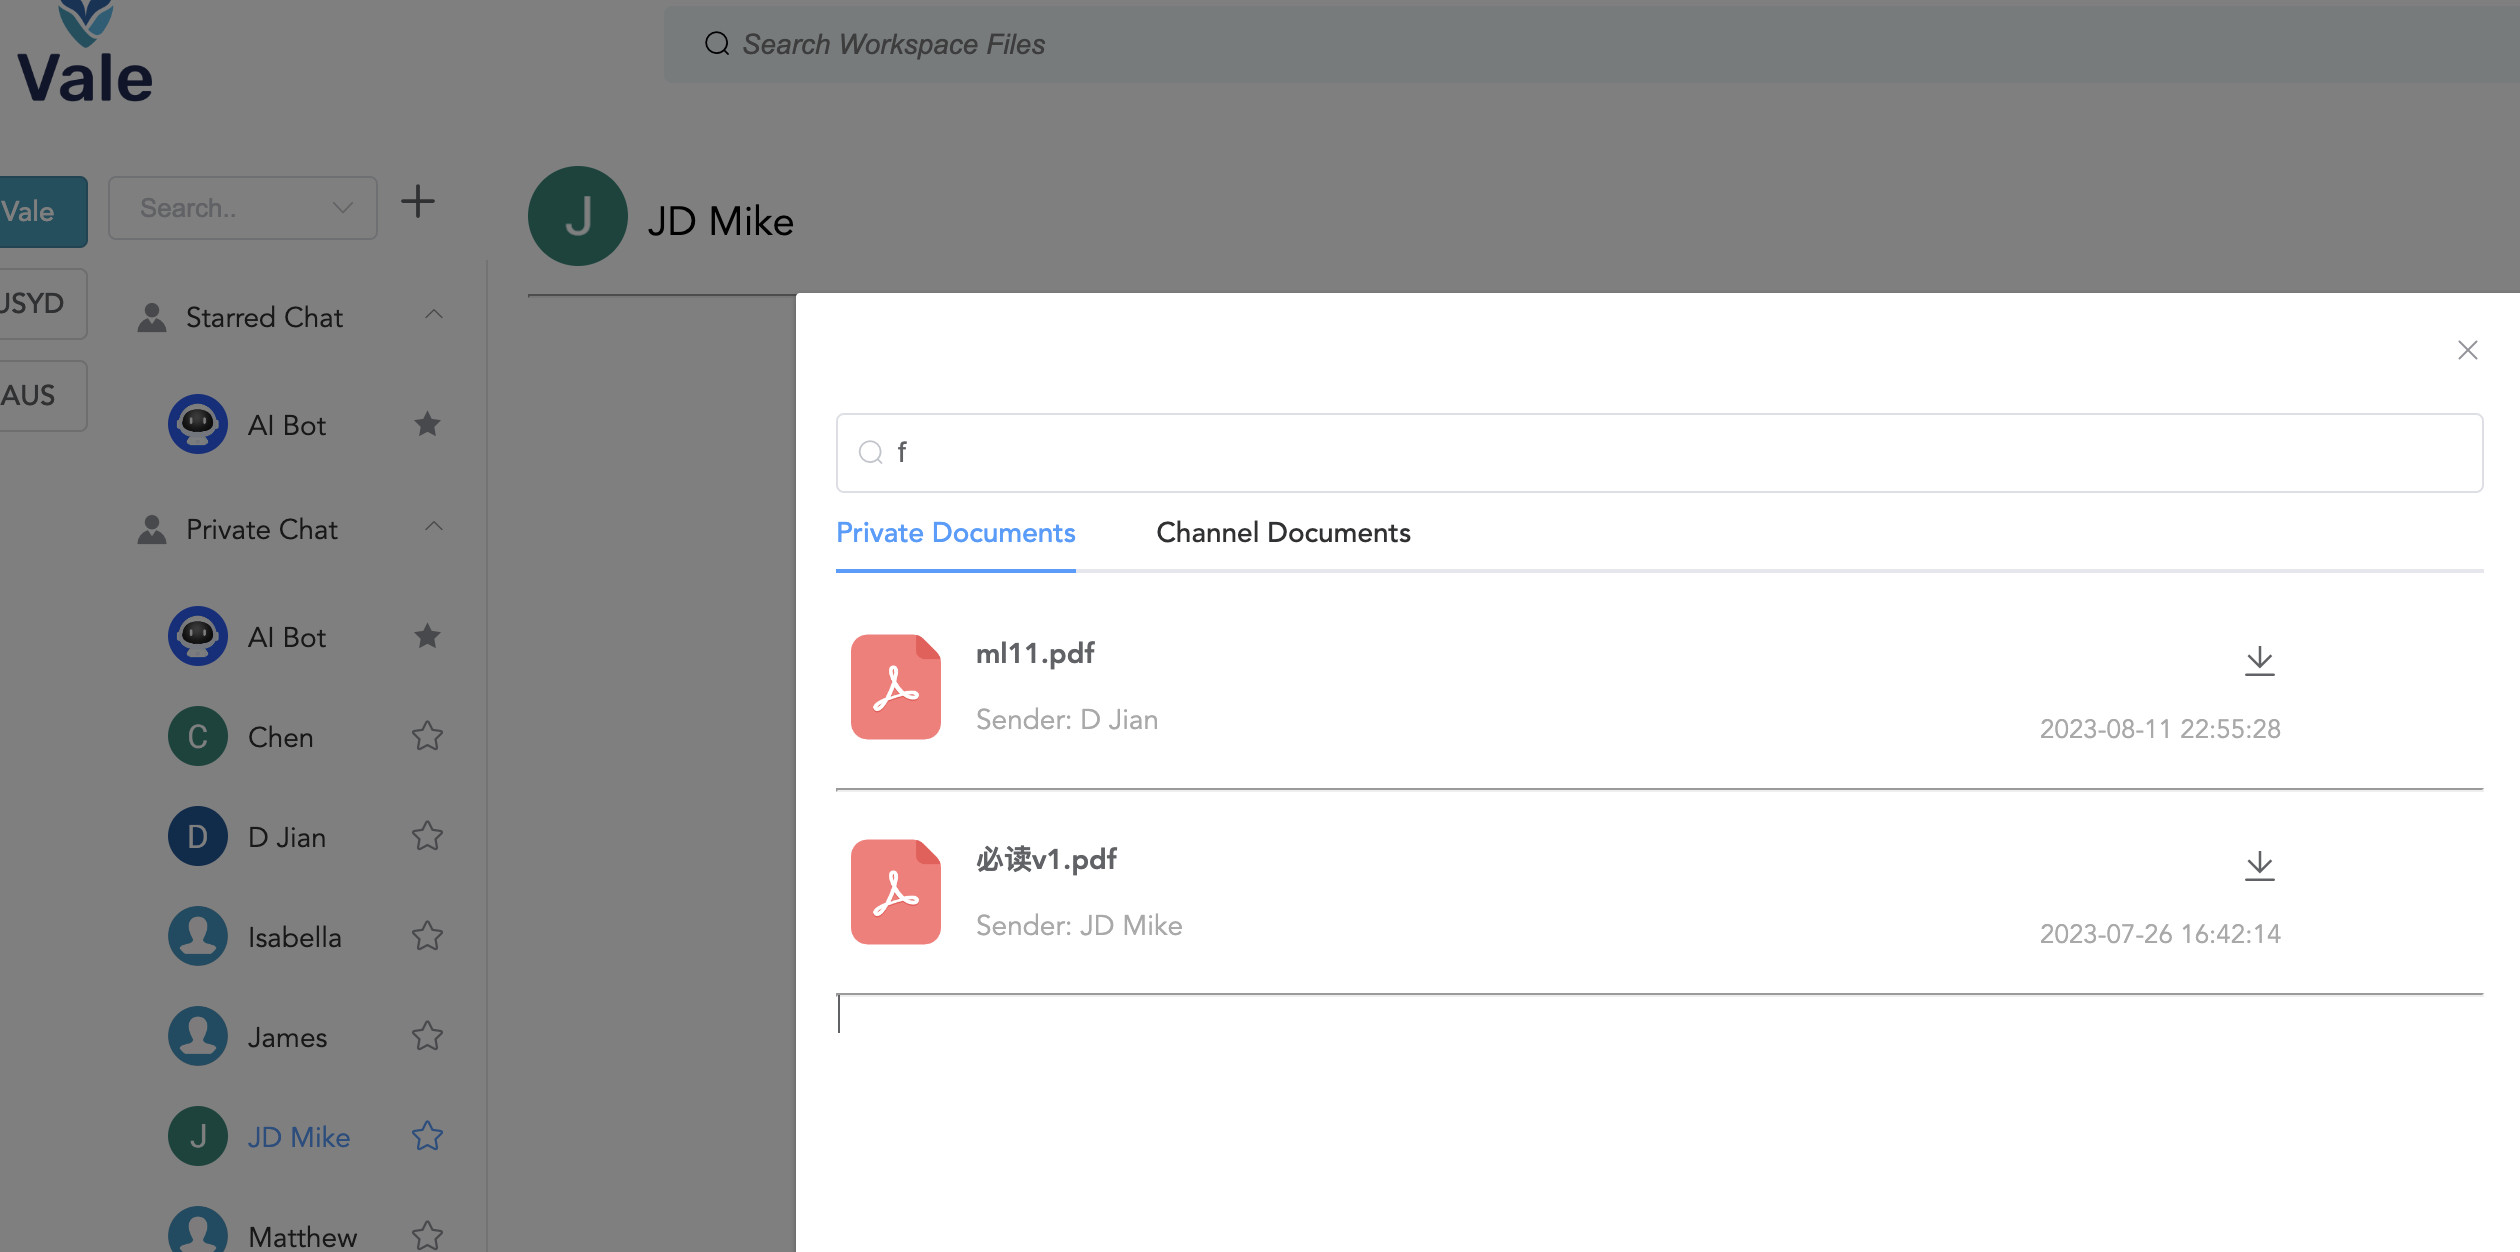 Vale
Search Workspace Files
Vale
Search..
JD Mike
J
USYD
AUS
Starred Chat
AI Bot
Private Chat
AI Bot
C
Chen
D
D Jian
Isabella
James
J
JD Mike
Matthew
f
Private Documents
Channel Documents
ml11.pdf
Sender: D Jian
2023-08-11 22:55:28
必读v1.pdf
Sender: JD Mike
2023-07-26 16:42:14